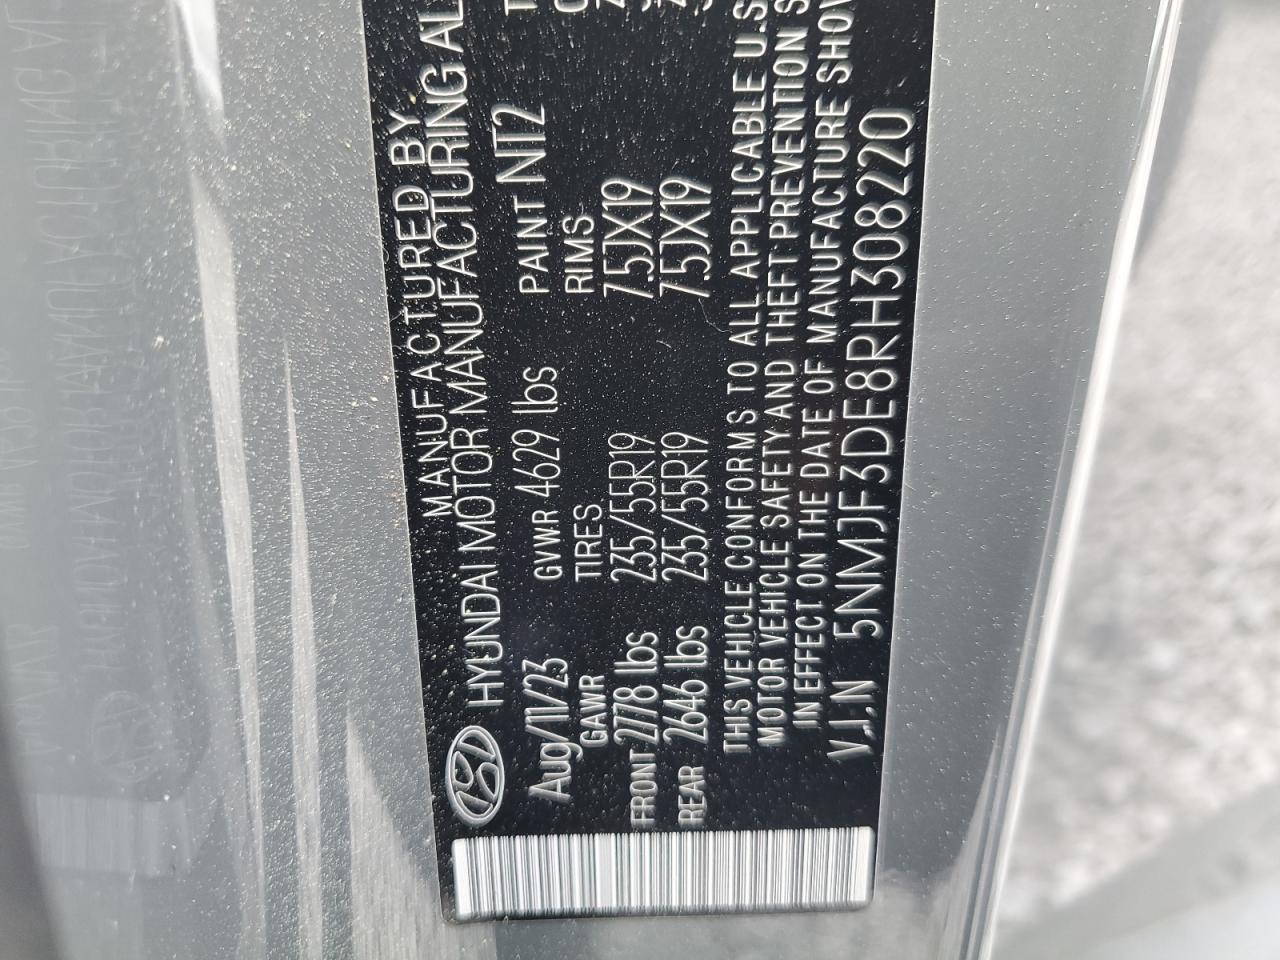 MANUFACTURED BY
HYUNDAI MOTOR MANUFACTURING AL
Aug/11/23 GVWR 4629 lbs PAINT NT2
GAWR TIRES RIMS
FRONT 2778 lbs 235/55R19 7.5JX19
REAR 2646 lbs 235/55R19 7.5JX19
THIS VEHICLE CONFORMS TO ALL APPLICABLE U.S
MOTOR VEHICLE SAFETY AND THEFT PREVENTION S
IN EFFECT ON THE DATE OF MANUFACTURE SHOW
V.I.N 5NMJF3DE8RH308220